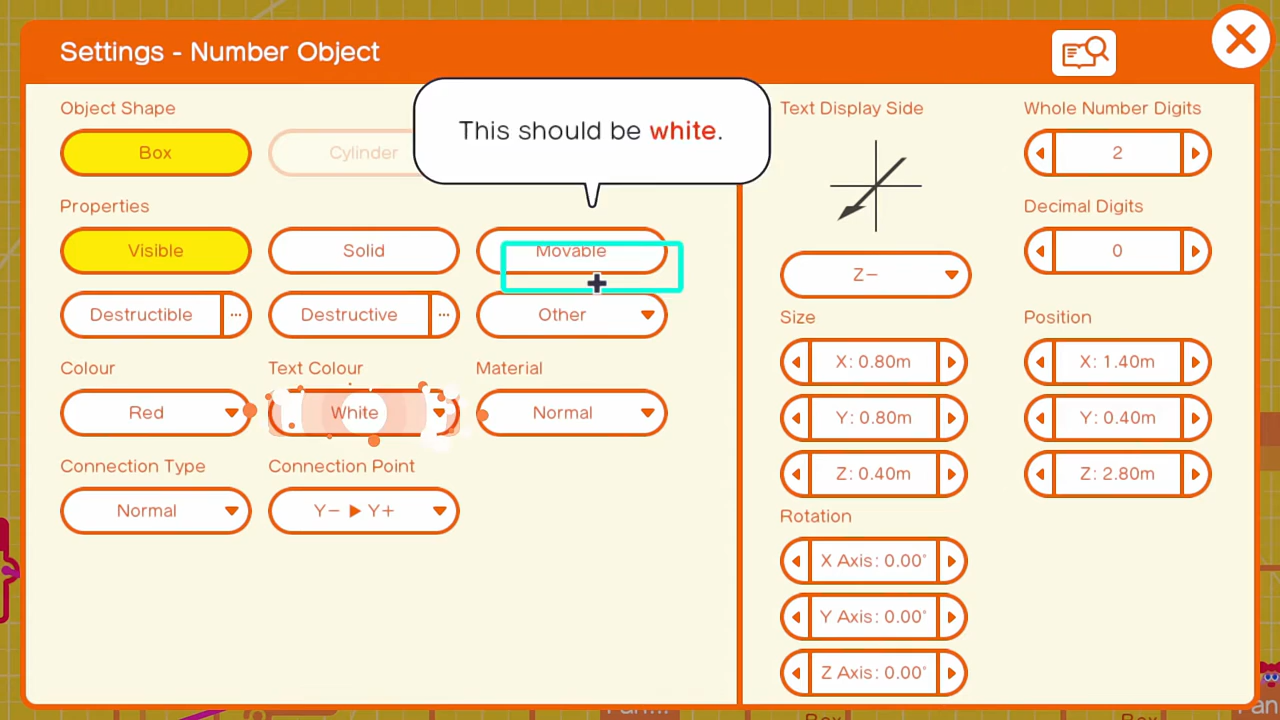 Settings - Number Object
This should be white.
Object Shape
Box
Cylinder
Properties
Visible
Solid
Movable
Destructible
...
Destructive
...
Other
Colour
Text Colour
Material
Red
White
Normal
Connection Type
Connection Point
Normal
Y− ▶ Y+
Text Display Side
Z−
Size
X: 0.80m
Y: 0.80m
Z: 0.40m
Rotation
X Axis: 0.00°
Y Axis: 0.00°
Z Axis: 0.00°
Whole Number Digits
2
Decimal Digits
0
Position
X: 1.40m
Y: 0.40m
Z: 2.80m